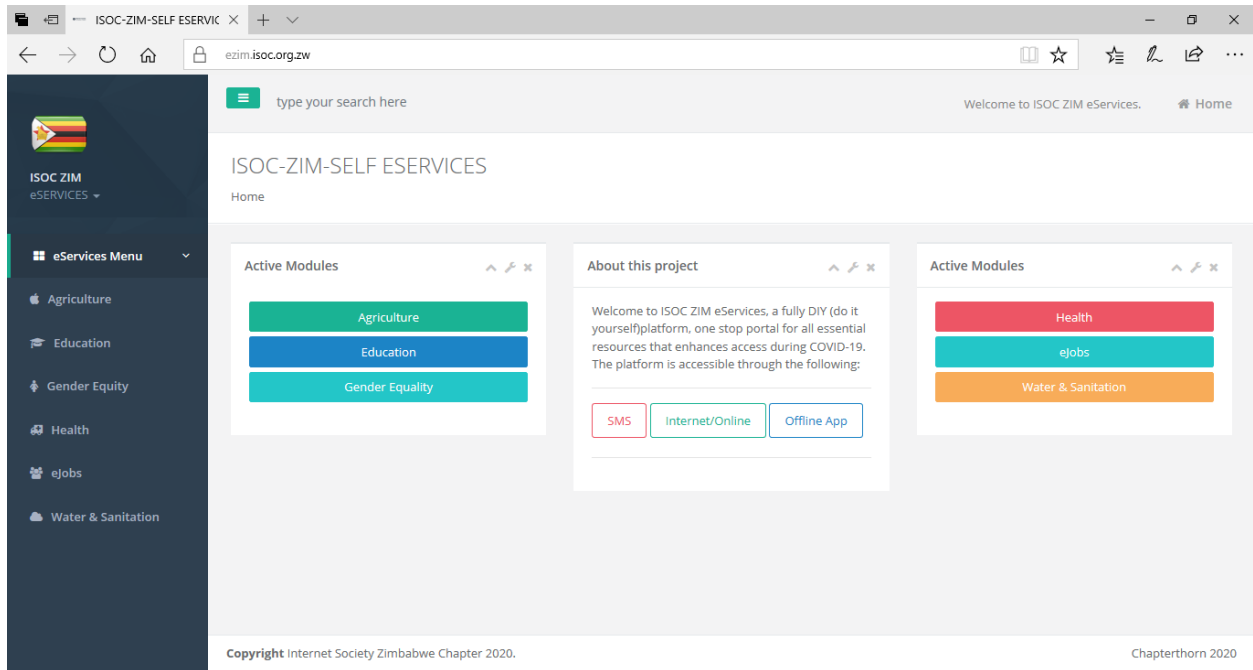 ISOC-ZIM-SELF ESERVIC
ezim.isoc.org.zw
type your search here
Welcome to ISOC ZIM eServices.
Home
ISOC ZIM
eSERVICES
ISOC-ZIM-SELF ESERVICES
Home
eServices Menu
Agriculture
Education
Gender Equity
Health
eJobs
Water & Sanitation
Active Modules
Agriculture
Education
Gender Equality
About this project
Welcome to ISOC ZIM eServices, a fully DIY (do it
yourself)platform, one stop portal for all essential
resources that enhances access during COVID-19.
The platform is accessible through the following:
SMS
Internet/Online
Offline App
Active Modules
Health
eJobs
Water & Sanitation
Copyright Internet Society Zimbabwe Chapter 2020.
Chapterthorn 2020